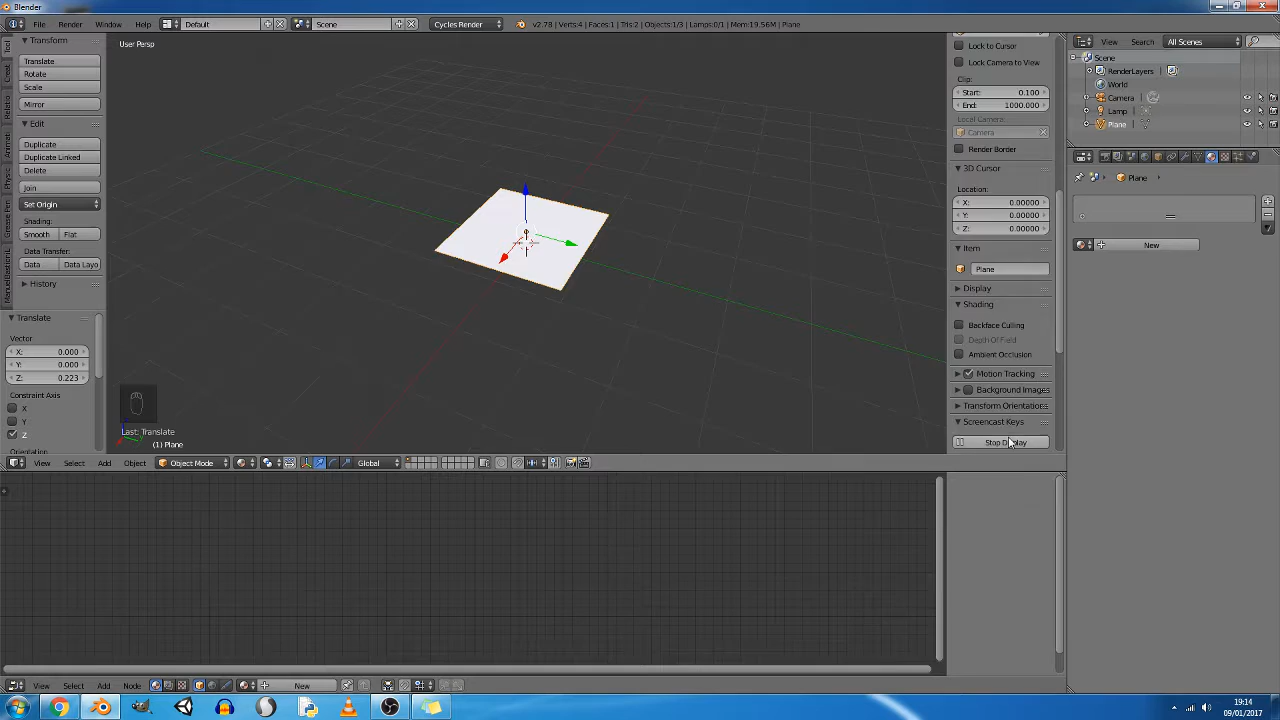 Blender
File
Render
Window
Help
Default
Scene
Cycles Render
v2.78 | Verts:4 | Faces:1 | Tris:2 | Objects:1/3 | Lamps:0/1 | Mem:19.56M | Plane
Transform
Translate
Rotate
Scale
Mirror
Edit
Duplicate
Duplicate Linked
Delete
Join
Set Origin
Shading:
Smooth
Flat
Data Transfer:
Data
Data Layo
History
Translate
Vector
X: 0.000
Y: 0.000
Z: 0.223
Constraint Axis
X
Y
Z
Orientation
User Persp
Last: Translate
(1) Plane
View
Select
Add
Object
Object Mode
Global
Lock to Cursor
Lock Camera to View
Clip:
Start: 0.100
End: 1000.000
Local Camera:
Camera
Render Border
3D Cursor
Location:
X: 0.00000
Y: 0.00000
Z: 0.00000
Item
Plane
Display
Shading
Backface Culling
Depth Of Field
Ambient Occlusion
Motion Tracking
Background Images
Transform Orientations
Screencast Keys
Stop Display
View
Search
All Scenes
Scene
RenderLayers
World
Camera
Lamp
Plane
Plane
New
View
Select
Add
Node
New
19:14
09/01/2017